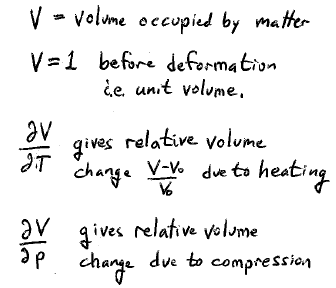 V = volume occupied by matter
V = 1 before deformation
i.e. unit volume.
∂V/∂T gives relative volume
change (V-V₀)/V₀ due to heating
∂V/∂p gives relative volume
change due to compression